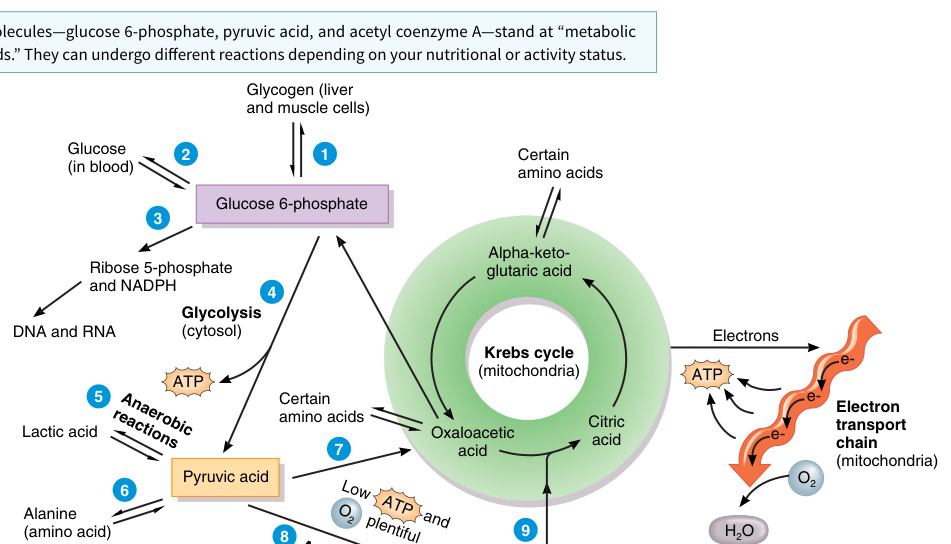 olecules—glucose 6-phosphate, pyruvic acid, and acetyl coenzyme A—stand at “metabolic
ds.” They can undergo different reactions depending on your nutritional or activity status.
Glycogen (liver
and muscle cells)
1
Glucose
(in blood)
2
Certain
amino acids
Glucose 6-phosphate
3
Ribose 5-phosphate
and NADPH
Alpha-keto-
glutaric acid
4
Glycolysis
(cytosol)
DNA and RNA
Krebs cycle
(mitochondria)
Electrons
ATP
ATP
e-
e-
e-
5
Anaerobic
reactions
Certain
amino acids
Lactic acid
Oxaloacetic
acid
Citric
acid
Electron
transport
chain
(mitochondria)
7
Pyruvic acid
6
Low
O2
ATP and
plentiful
O2
Alanine
(amino acid)
8
9
H2O